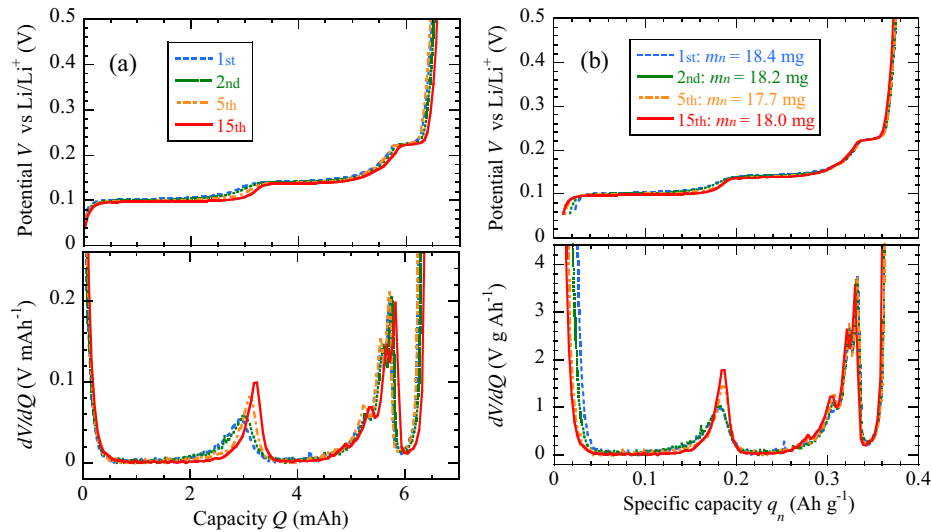 0.5
0.4
0.3
0.2
0.1
0
Potential V vs Li/Li⁺ (V)
(a)
1st
2nd
5th
15th
0.2
0.1
0
dV/dQ (V mAh⁻¹)
0 2 4 6
Capacity Q (mAh)
0.5
0.4
0.3
0.2
0.1
0
Potential V vs Li/Li⁺ (V)
(b)
1st: mₙ = 18.4 mg
2nd: mₙ = 18.2 mg
5th: mₙ = 17.7 mg
15th: mₙ = 18.0 mg
4
3
2
1
0
dV/dQ (V g Ah⁻¹)
0 0.1 0.2 0.3 0.4
Specific capacity qₙ (Ah g⁻¹)